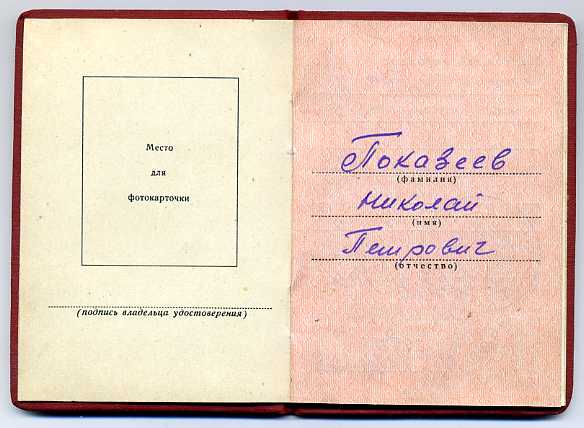 Место
для
фотокарточки
(подпись владельца удостоверения)
Показеев
(фамилия)
Николай
(имя)
Петрович
(отчество)